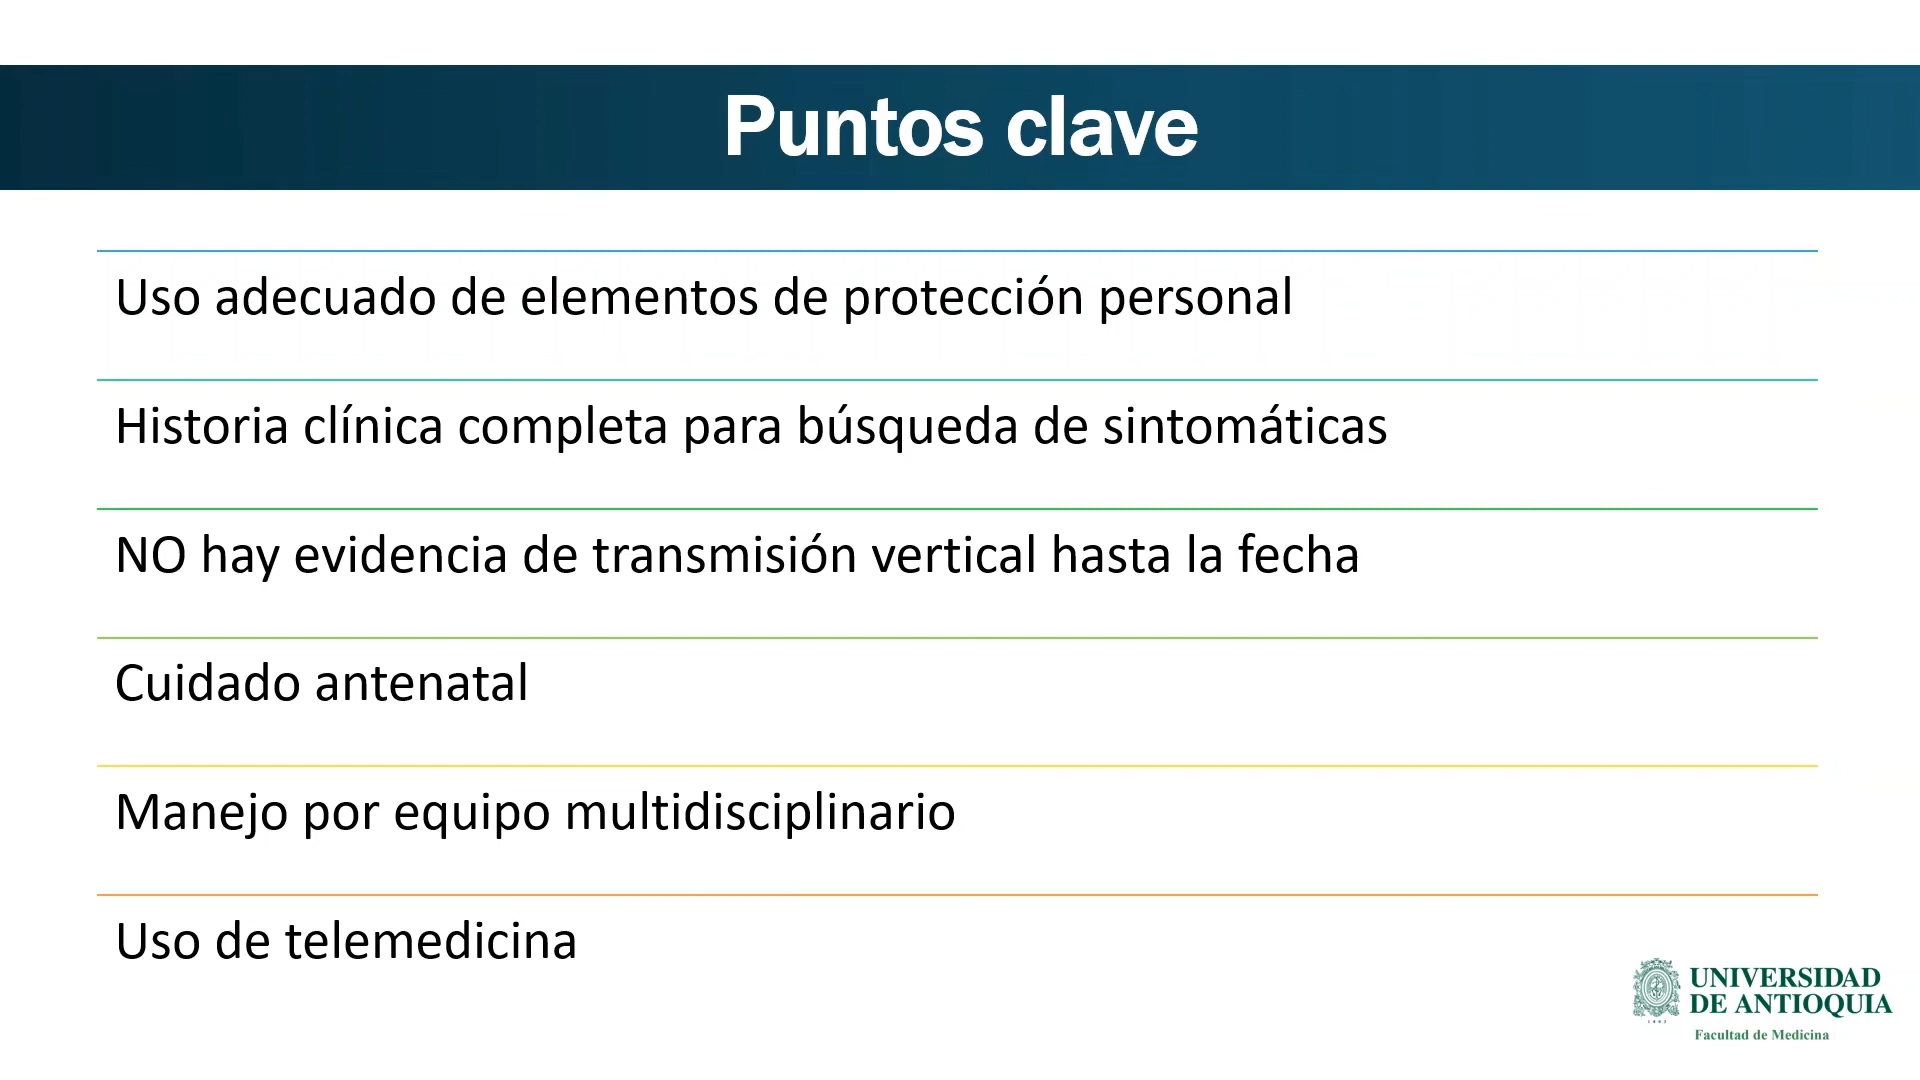 Puntos clave
Uso adecuado de elementos de protección personal
Historia clínica completa para búsqueda de sintomáticas
NO hay evidencia de transmisión vertical hasta la fecha
Cuidado antenatal
Manejo por equipo multidisciplinario
Uso de telemedicina
UNIVERSIDAD
DE ANTIOQUIA
Facultad de Medicina